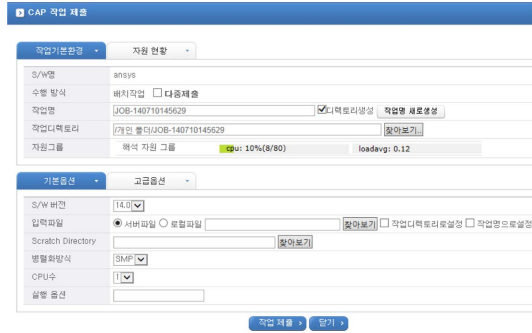 CAP 작업 제출
작업기본환경 자원 현황
S/W명 ansys
수행 방식 배치작업 다중제출
작업명 JOB-140710145629 디렉토리생성 작업명 새로생성
작업디렉토리 /개인 폴더/JOB-140710145629 찾아보기..
자원그룹 해석 자원 그룹 cpu: 10%(8/80) loadavg: 0.12
기본옵션 고급옵션
S/W 버전 14.0
입력파일 서버파일 로컬파일 찾아보기 작업디렉토리로설정 작업명으로설정
Scratch Directory 찾아보기
병렬화방식 SMP
CPU수 1
실행 옵션
작업 제출 닫기